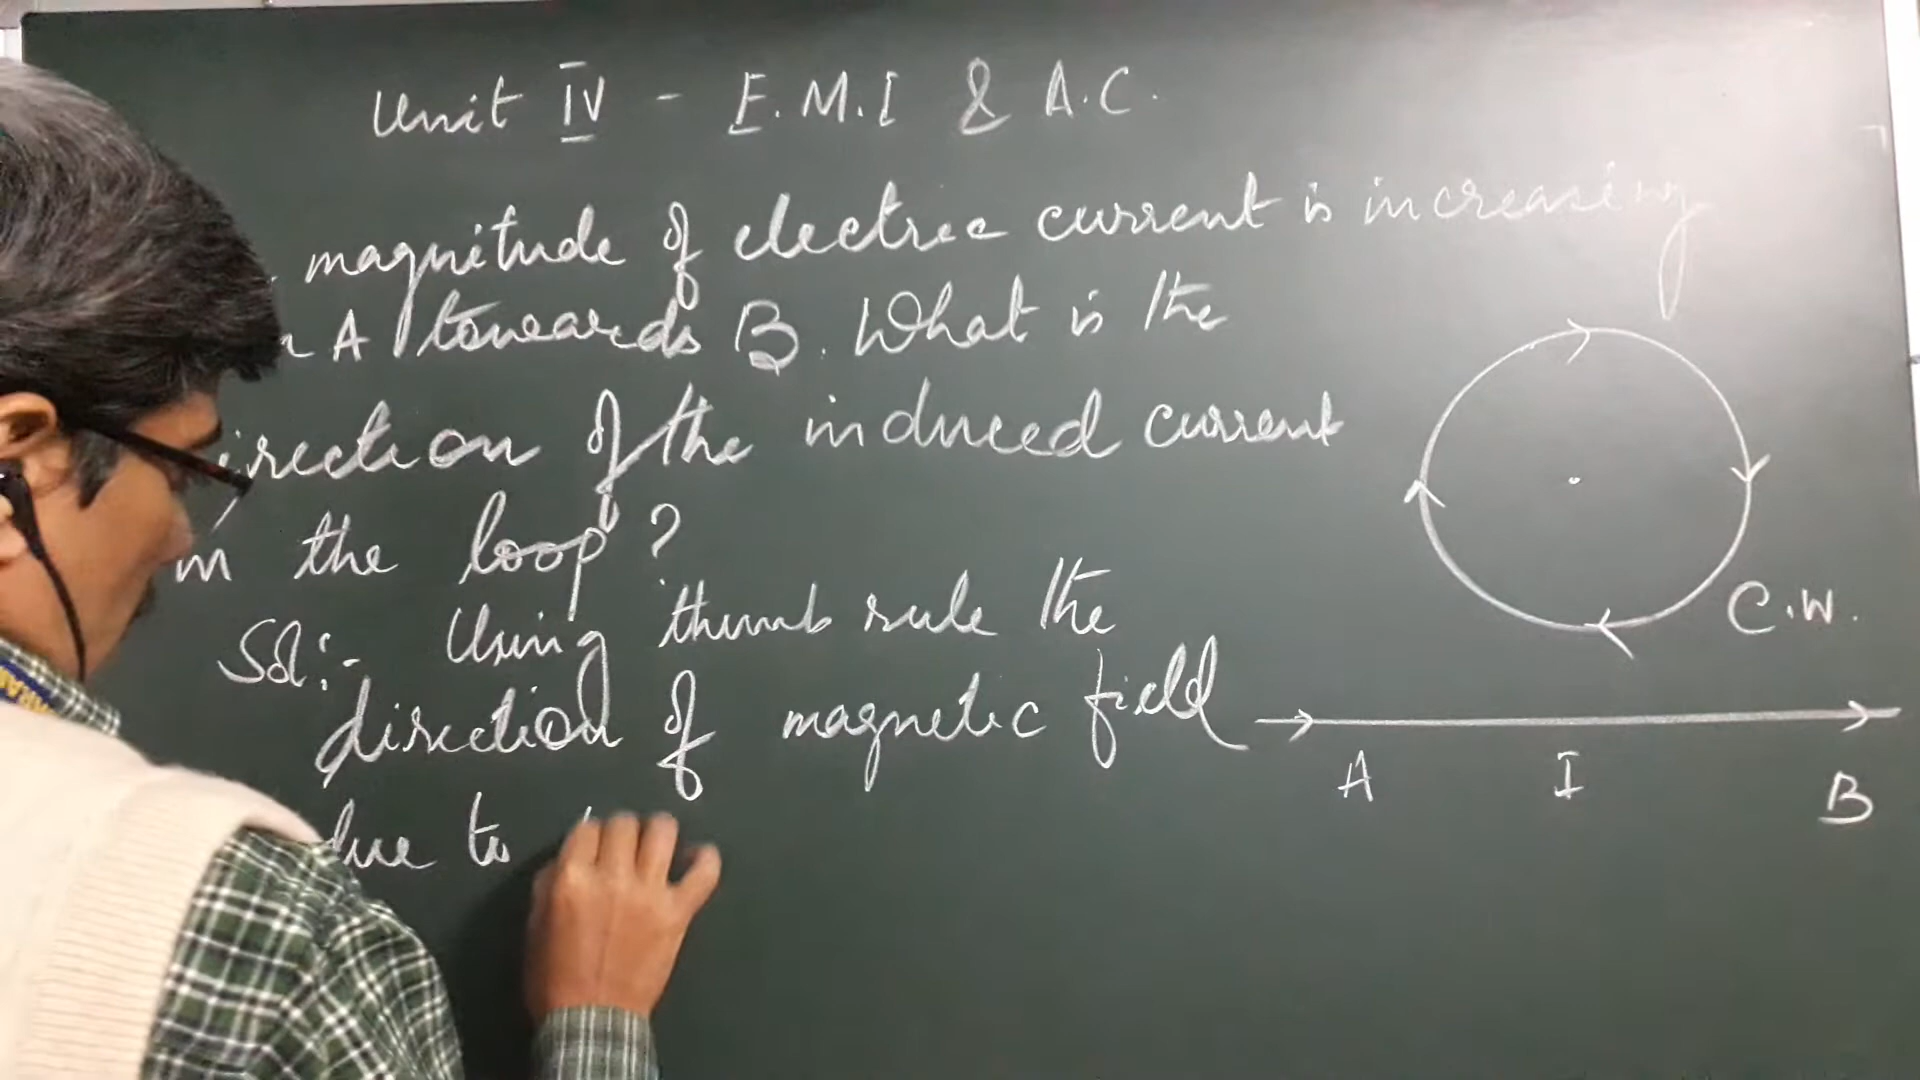 Unit IV - E.M.I & A.C.
magnitude of electric current is increasing
A towards B. What is the
irection of the induced current
in the loop?
Sol:- Using thumb rule the
direction of magnetic field
due to
C.W.
A I B